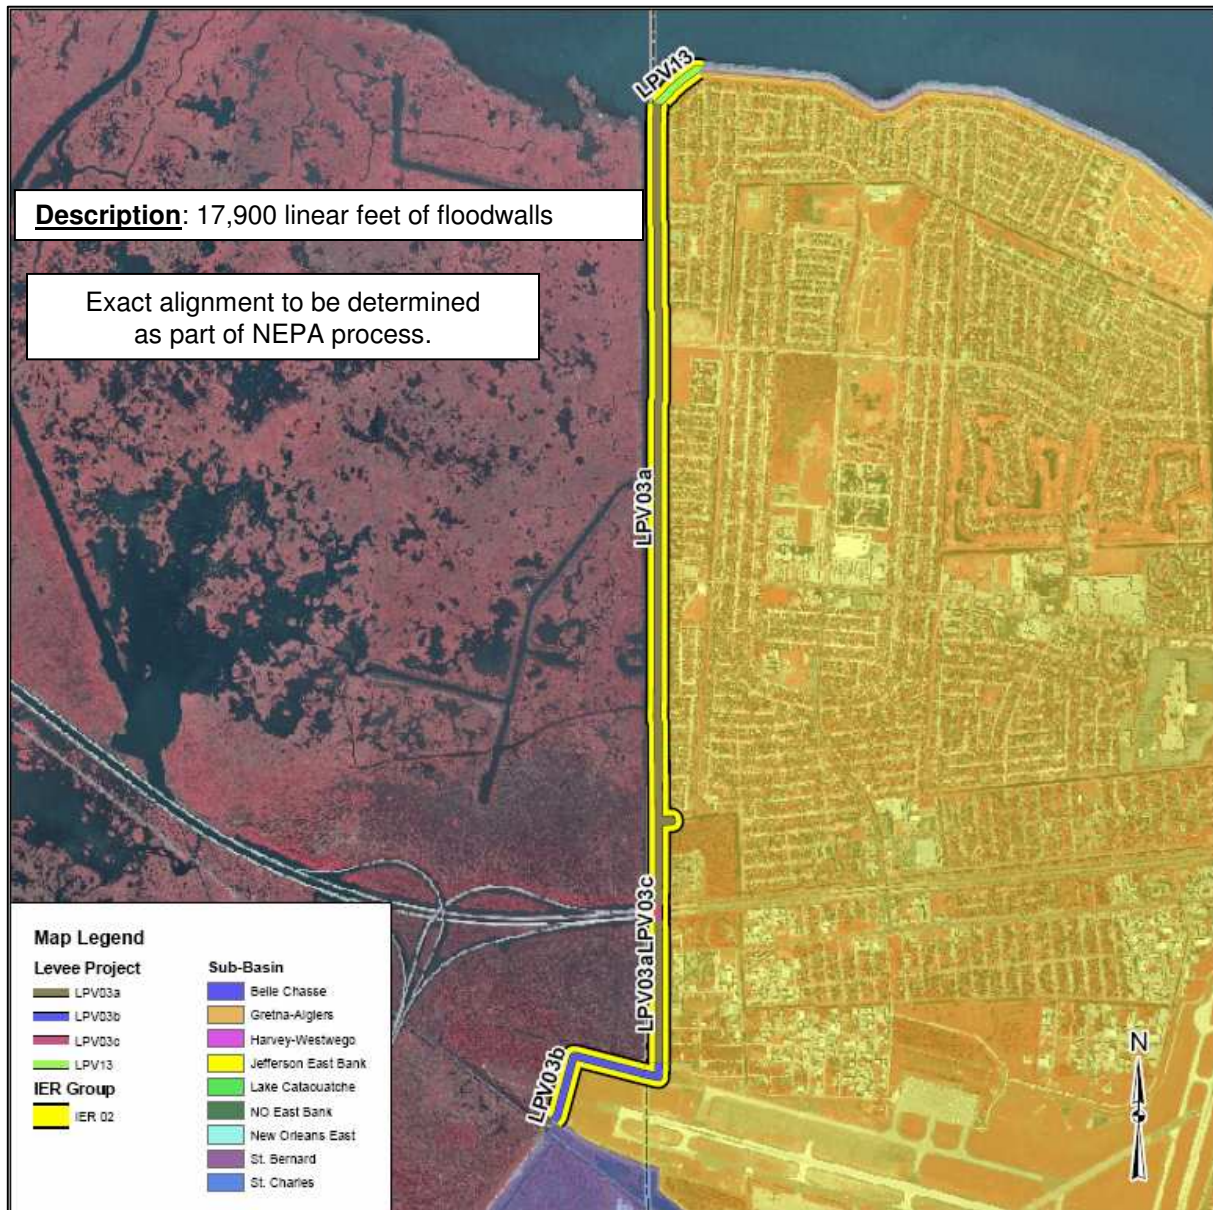 LPV13
Description: 17,900 linear feet of floodwalls
Exact alignment to be determined
as part of NEPA process.
LPV03a
LPV03aLPV03c
LPV03b
N
Map Legend
Levee Project
LPV03a
LPV03b
LPV03c
LPV13
IER Group
IER 02
Sub-Basin
Belle Chasse
Gretna-Algiers
Harvey-Westwego
Jefferson East Bank
Lake Cataouatche
NO East Bank
New Orleans East
St. Bernard
St. Charles